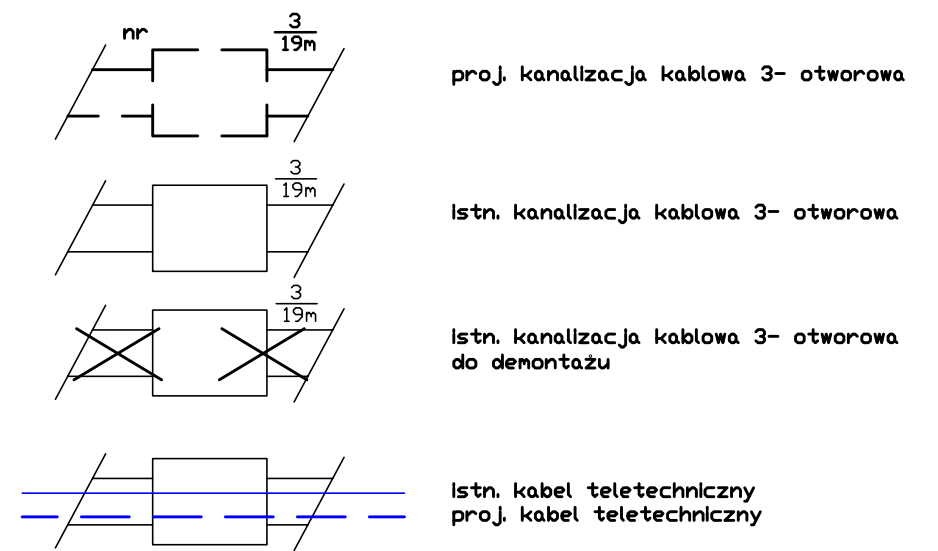 nr
3
19m
proj. kanalizacja kablowa 3- otworowa
3
19m
istn. kanalizacja kablowa 3- otworowa
3
19m
istn. kanalizacja kablowa 3- otworowa
do demontażu
istn. kabel teletechniczny
proj. kabel teletechniczny